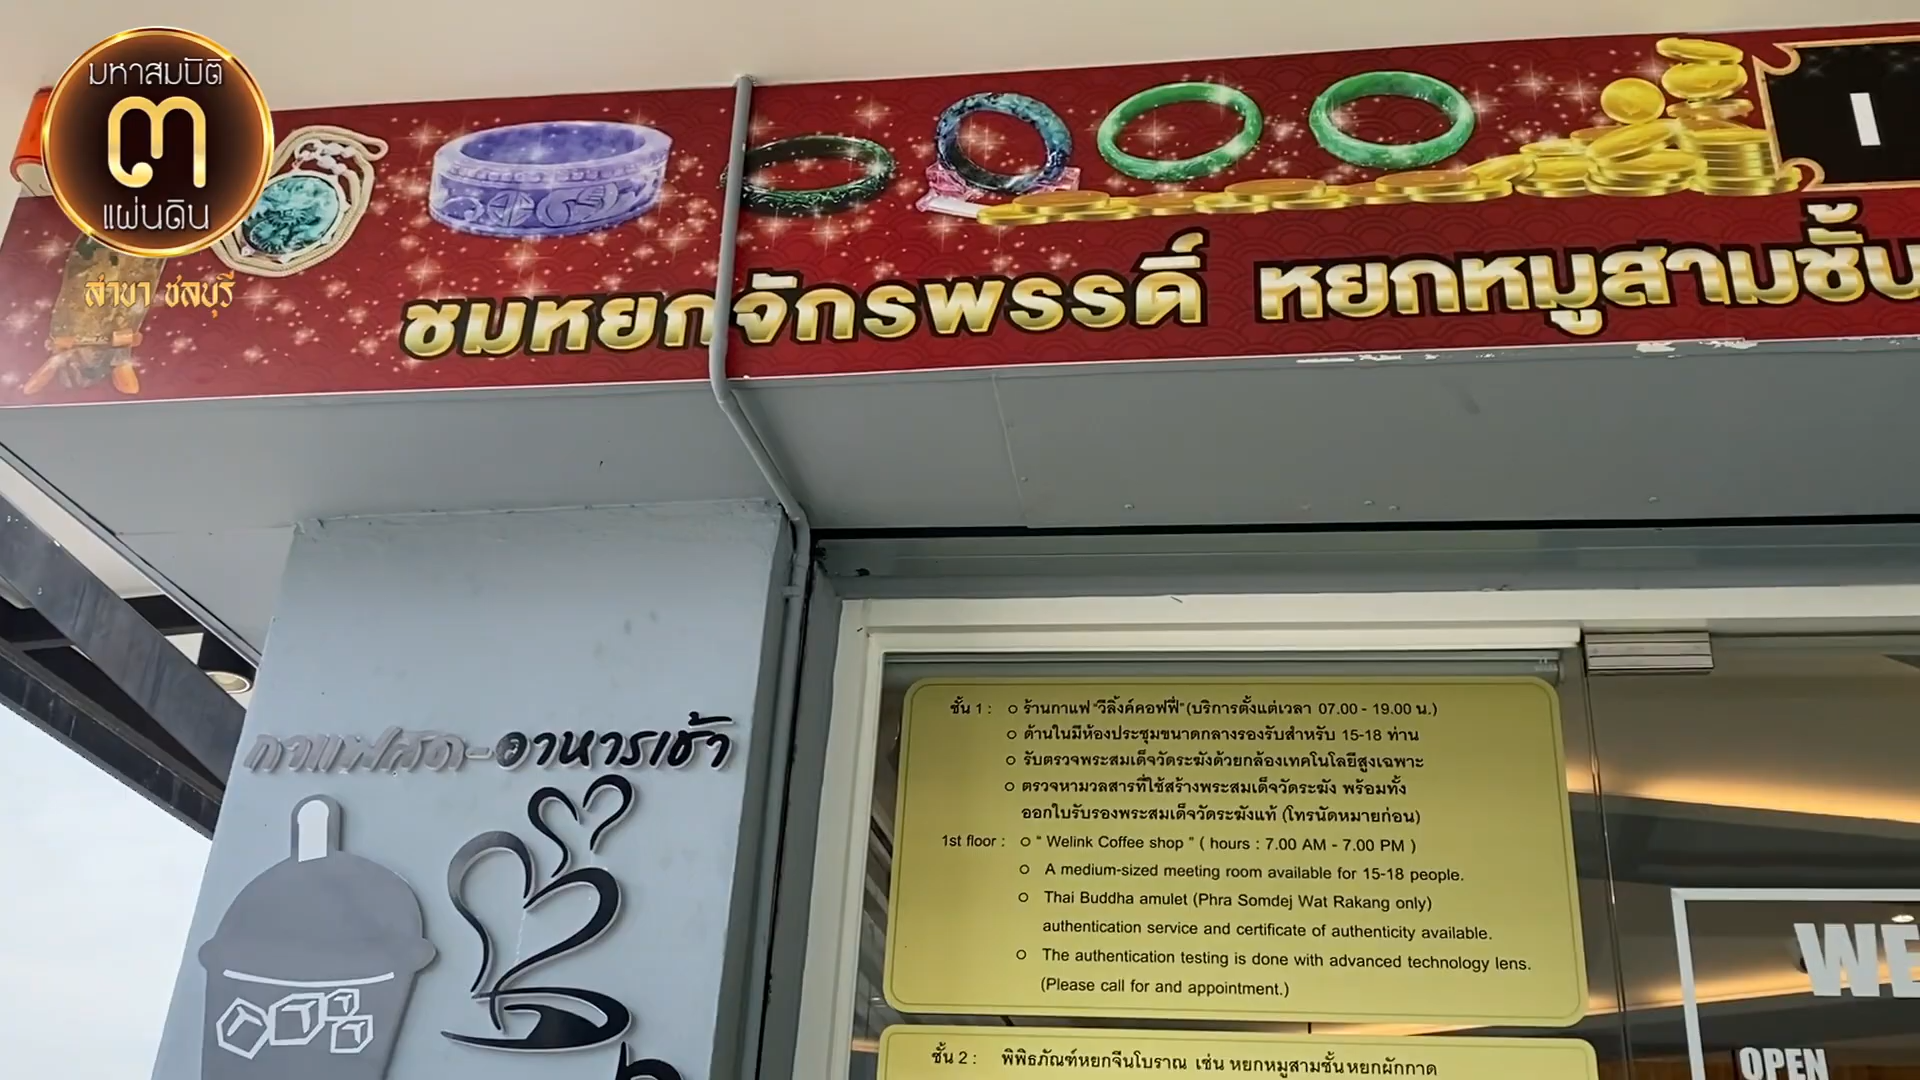 มหาสมบัติ
๓
แผ่นดิน
สาขา ชลบุรี
ชมหยกจักรพรรดิ์ หยกหมูสามชั้น
กาแฟสด-อาหารเช้า
ชั้น 1 : ร้านกาแฟ "วีลิ้งค์คอฟฟี่" (บริการตั้งแต่เวลา 07.00 - 19.00 น.)
ด้านในมีห้องประชุมขนาดกลางรองรับสำหรับ 15-18 ท่าน
รับตรวจพระสมเด็จวัดระฆังด้วยกล้องเทคโนโลยีสูงเฉพาะ
ตรวจหามวลสารที่ใช้สร้างพระสมเด็จวัดระฆัง พร้อมทั้ง
ออกใบรับรองพระสมเด็จวัดระฆังแท้ (โทรนัดหมายก่อน)
1st floor : " Welink Coffee shop " ( hours : 7.00 AM - 7.00 PM )
A medium-sized meeting room available for 15-18 people.
Thai Buddha amulet (Phra Somdej Wat Rakang only)
authentication service and certificate of authenticity available.
The authentication testing is done with advanced technology lens.
(Please call for and appointment.)
ชั้น 2 : พิพิธภัณฑ์หยกจีนโบราณ เช่น หยกหมูสามชั้นหยกผักกาด
WE
OPEN